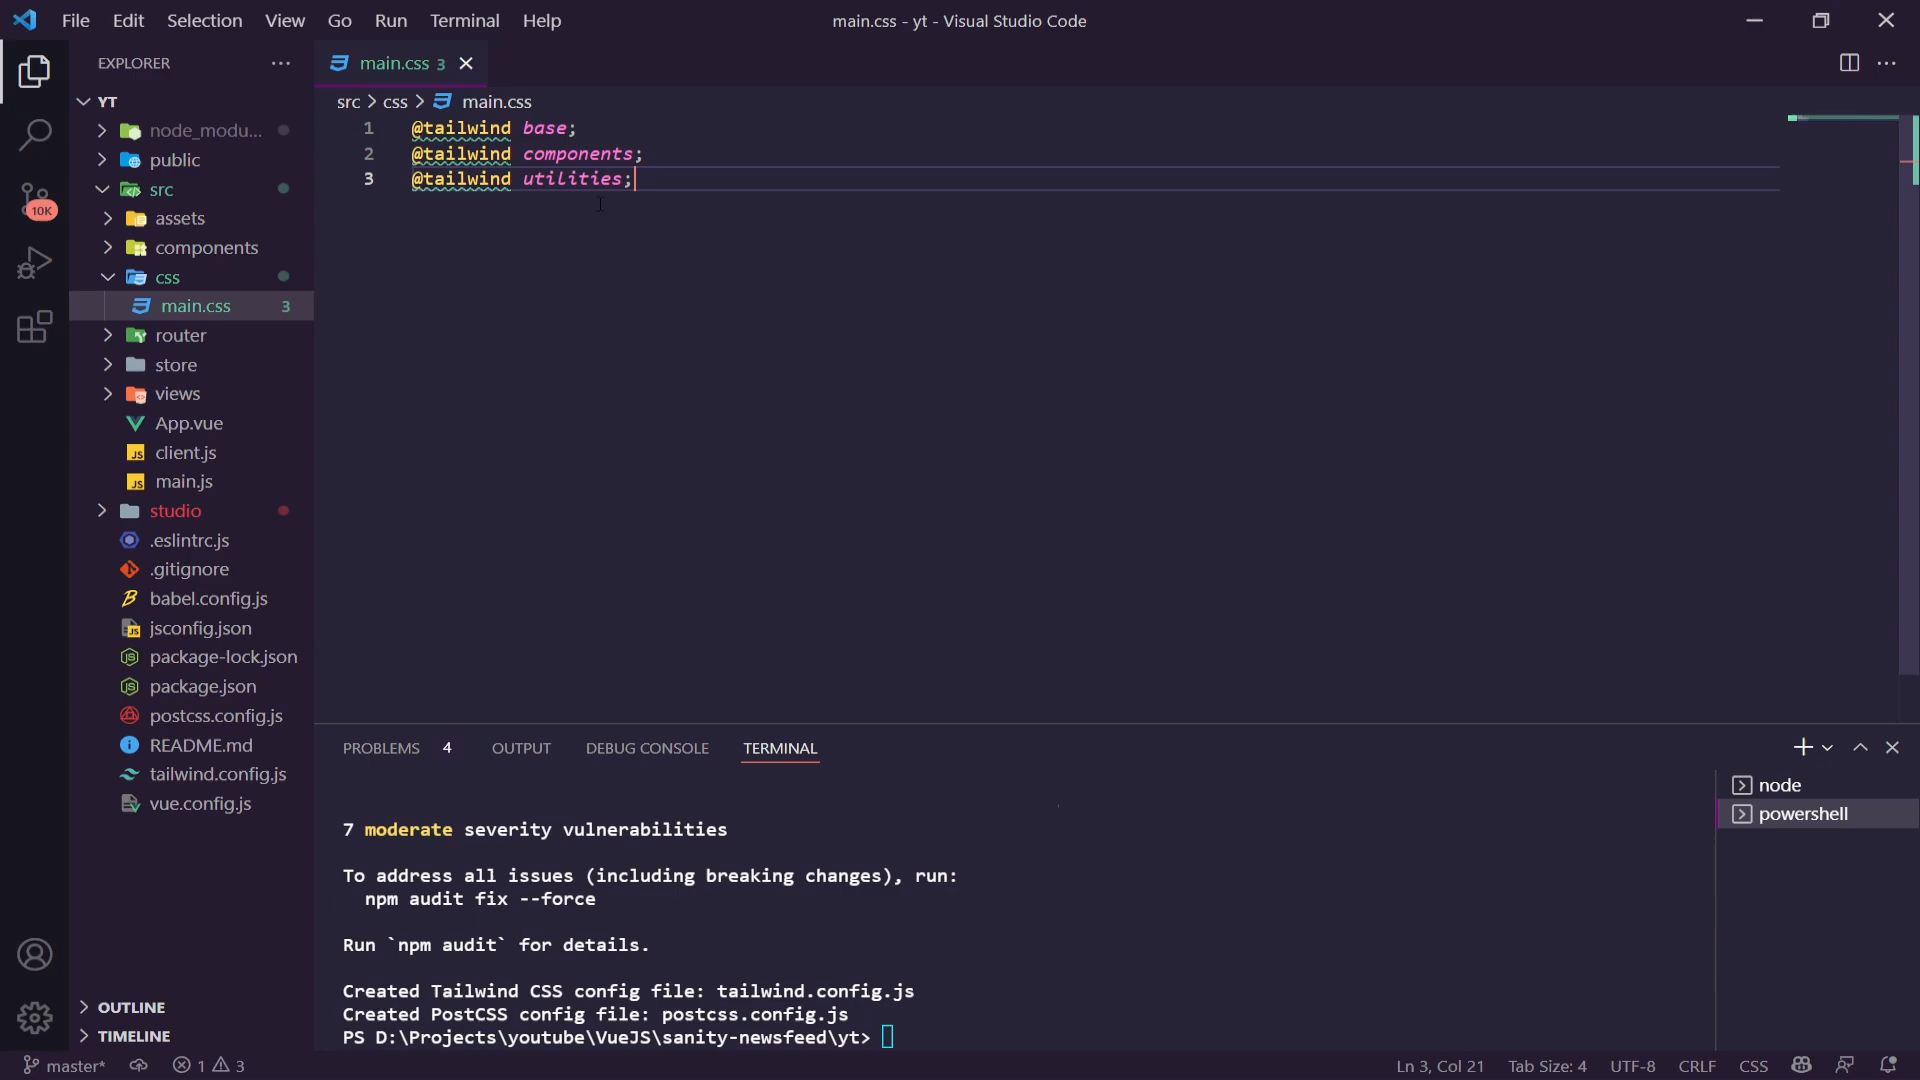 File Edit Selection View Go Run Terminal Help
main.css - yt - Visual Studio Code
EXPLORER
main.css 3
YT
src > css > main.css
node_modu...
public
src
assets
components
css
main.css 3
router
store
views
App.vue
JS client.js
JS main.js
studio
.eslintrc.js
.gitignore
babel.config.js
JS jsconfig.json
package-lock.json
package.json
postcss.config.js
README.md
tailwind.config.js
vue.config.js
OUTLINE
TIMELINE
10K
1 @tailwind base;
2 @tailwind components;
3 @tailwind utilities;
PROBLEMS 4 OUTPUT DEBUG CONSOLE TERMINAL
node
powershell
7 moderate severity vulnerabilities
To address all issues (including breaking changes), run:
npm audit fix --force
Run `npm audit` for details.
Created Tailwind CSS config file: tailwind.config.js
Created PostCSS config file: postcss.config.js
PS D:\Projects\youtube\VueJS\sanity-newsfeed\yt>
master* 1 3
Ln 3, Col 21 Tab Size: 4 UTF-8 CRLF CSS